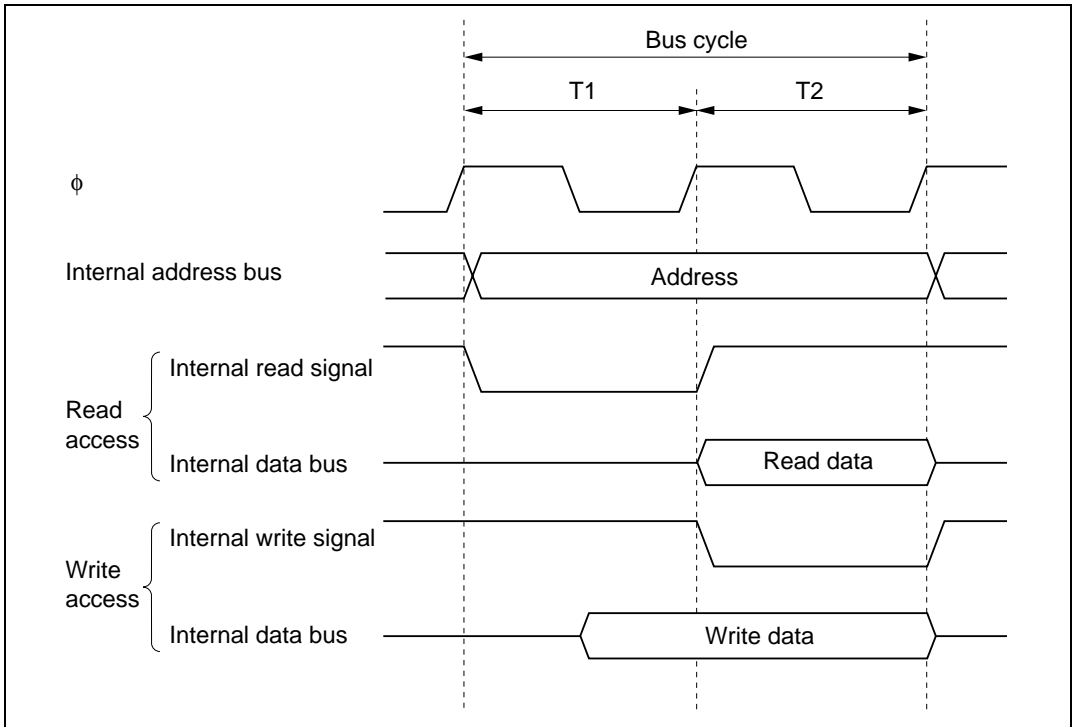 Bus cycle
T1
T2
ϕ
Internal address bus
Address
Internal read signal
Read
access
Internal data bus
Read data
Internal write signal
Write
access
Internal data bus
Write data